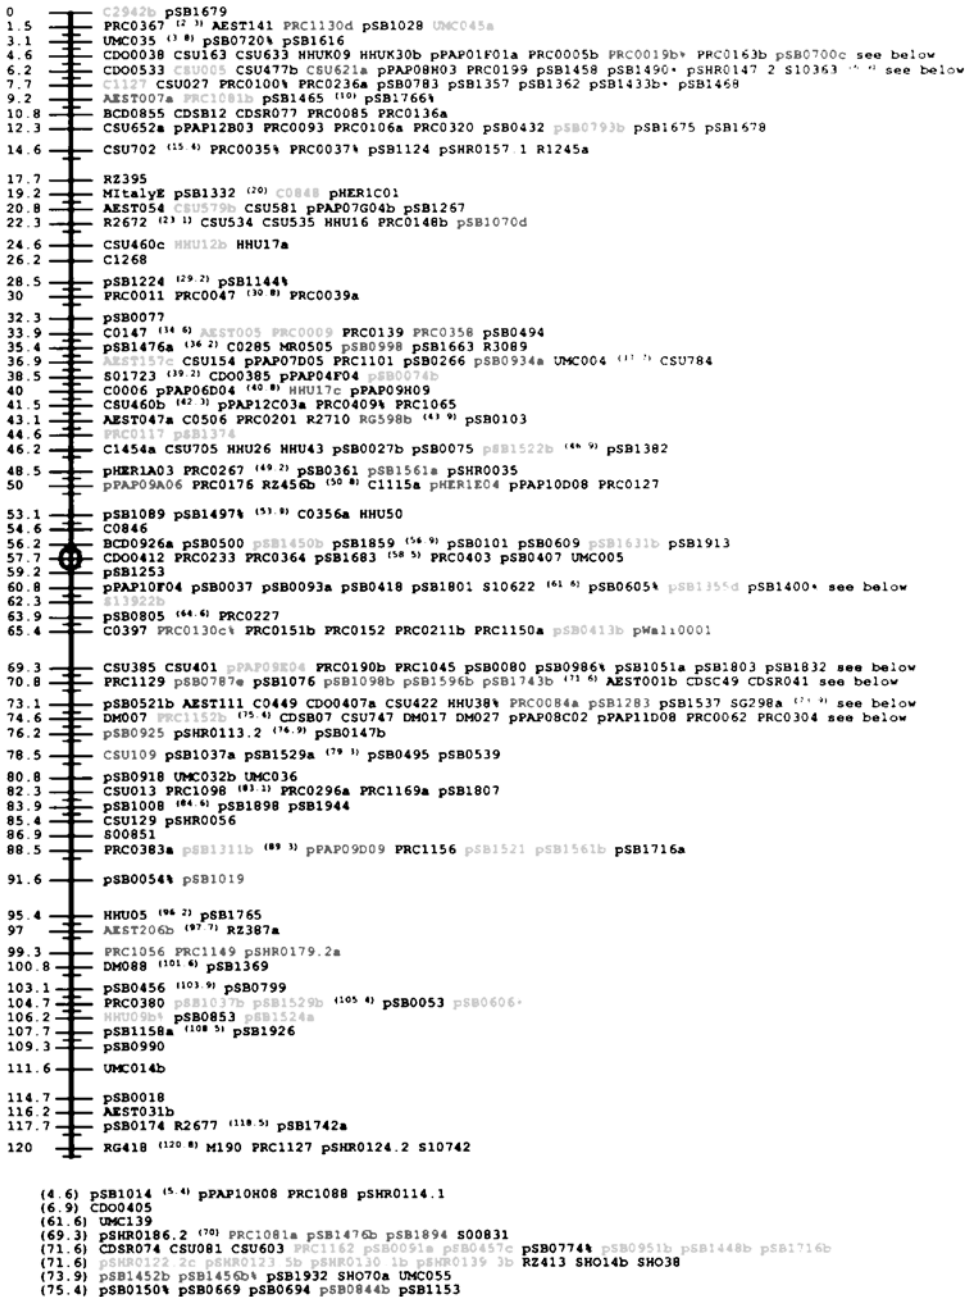 0 C2942b pSB1679
1.5 PRC0367 (2.3) AEST141 PRC1130d pSB1028 UMC045a
3.1 UMC035 (3.8) pSB0720% pSB1616
4.6 CDO0038 CSU163 CSU633 HHUK09 HHUK30b pPAP01F01a PRC0005b PRC0019b* PRC0163b pSB0700c see below
6.2 CDO0533 CSU005 CSU477b CSU621a pPAP08H03 PRC0199 pSB1458 pSB1490* pSHR0147 2 S10363 see below
7.7 C1127 CSU027 PRC0100% PRC0236a pSB0783 pSB1357 pSB1362 pSB1433b* pSB1468
9.2 AEST007a PRC1081b pSB1465 (10) pSB1766%
10.8 BCD0855 CDSB12 CDSR077 PRC0085 PRC0136a
12.3 CSU652a pPAP12B03 PRC0093 PRC0106a PRC0320 pSB0432 pSB0793b pSB1675 pSB1678
14.6 CSU702 (15.4) PRC0035% PRC0037% pSB1124 pSHR0157.1 R1245a
17.7 RZ395
19.2 MItalyE pSB1332 (20) C0848 pHER1C01
20.8 AEST054 CSU579b CSU581 pPAP07G04b pSB1267
22.3 R2672 (23.1) CSU534 CSU535 HHU16 PRC0148b pSB1070d
24.6 CSU460c HHU12b HHU17a
26.2 C1268
28.5 pSB1224 (29.2) pSB1144%
30 PRC0011 PRC0047 (30.8) PRC0039a
32.3 pSB0077
33.9 C0147 (34.6) AEST005 PRC0009 PRC0139 PRC0358 pSB0494
35.4 pSB1476a (36.2) C0285 MR0505 pSB0998 pSB1663 R3089
36.9 AEST157c CSU154 pPAP07D05 PRC1101 pSB0266 pSB0934a UMC004 (37.7) CSU784
38.5 S01723 (39.2) CDO0385 pPAP04F04 pSB0074b
40 C0006 pPAP06D04 (40.8) HHU17c pPAP09H09
41.5 CSU460b (42.3) pPAP12C03a PRC0409% PRC1065
43.1 AEST047a C0506 PRC0201 R2710 RG598b (43.9) pSB0103
44.6 PRC0117 pSB1374
46.2 C1454a CSU705 HHU26 HHU43 pSB0027b pSB0075 pSB1522b (46.9) pSB1382
48.5 pHER1A03 PRC0267 (49.2) pSB0361 pSB1561a pSHR0035
50 pPAP09A06 PRC0176 RZ456b (50.8) C1115a pHER1E04 pPAP10D08 PRC0127
53.1 pSB1089 pSB1497% (53.9) C0356a HHU50
54.6 C0846
56.2 BCD0926a pSB0500 pSB1450b pSB1859 (56.9) pSB0101 pSB0609 pSB1631b pSB1913
57.7 CDO0412 PRC0233 PRC0364 pSB1683 (58.5) PRC0403 pSB0407 UMC005
59.2 pSB1253
60.8 pPAP10F04 pSB0037 pSB0093a pSB0418 pSB1801 S10622 (61.6) pSB0605% pSB1355d pSB1400* see below
62.3 S13922b
63.9 pSB0805 (64.6) PRC0227
65.4 C0397 PRC0130c% PRC0151b PRC0152 PRC0211b PRC1150a pSB0413b pWali0001
69.3 CSU385 CSU401 pPAP09E04 PRC0190b PRC1045 pSB0080 pSB0986% pSB1051a pSB1803 pSB1832 see below
70.8 PRC1129 pSB0787e pSB1076 pSB1098b pSB1596b pSB1743b (71.6) AEST001b CDSC49 CDSR041 see below
73.1 pSB0521b AEST111 C0449 CDO0407a CSU422 HHU38% PRC0084a pSB1283 pSB1537 SG298a (73.9) see below
74.6 DM007 PRC1152b (75.4) CDSB07 CSU747 DM017 DM027 pPAP08C02 pPAP11D08 PRC0062 PRC0304 see below
76.2 pSB0925 pSHR0113.2 (76.9) pSB0147b
78.5 CSU109 pSB1037a pSB1529a (79.3) pSB0495 pSB0539
80.8 pSB0918 UMC032b UMC036
82.3 CSU013 PRC1098 (83.1) PRC0296a PRC1169a pSB1807
83.9 pSB1008 (84.6) pSB1898 pSB1944
85.4 CSU129 pSHR0056
86.9 S00851
88.5 PRC0383a pSB1311b (89.3) pPAP09D09 PRC1156 pSB1521 pSB1561b pSB1716a
91.6 pSB0054% pSB1019
95.4 HHU05 (96.2) pSB1765
97 AEST206b (97.7) RZ387a
99.3 PRC1056 PRC1149 pSHR0179.2a
100.8 DM088 (101.6) pSB1369
103.1 pSB0456 (103.9) pSB0799
104.7 PRC0380 pSB1037b pSB1529b (105.4) pSB0053 pSB0606*
106.2 HHU09b% pSB0853 pSB1524a
107.7 pSB1158a (108.5) pSB1926
109.3 pSB0990
111.6 UMC014b
114.7 pSB0018
116.2 AEST031b
117.7 pSB0174 R2677 (118.5) pSB1742a
120 RG418 (120.8) M190 PRC1127 pSHR0124.2 S10742
(4.6) pSB1014 (5.4) pPAP10H08 PRC1088 pSHR0114.1
(6.9) CDO0405
(61.6) UMC139
(69.3) pSHR0186.2 (70) PRC1081a pSB1476b pSB1894 S00831
(71.6) CDSR074 CSU081 CSU603 PRC1162 pSB0091a pSB0457c pSB0774% pSB0951b pSB1448b pSB1716b
(71.6) pSHR0122 2c pSHR0123 5b pSHR0130 1b pSHR0139 3b RZ413 SHO14b SHO38
(73.9) pSB1452b pSB1456b% pSB1932 SHO70a UMC055
(75.4) pSB0150% pSB0669 pSB0694 pSB0844b pSB1153